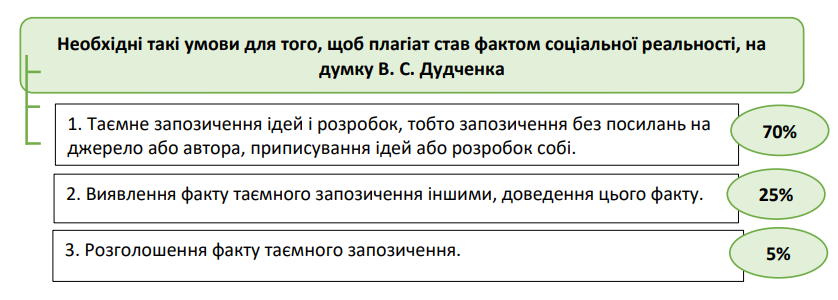 Необхідні такі умови для того, щоб плагіат став фактом соціальної реальності, на
думку В. С. Дудченка
1. Таємне запозичення ідей і розробок, тобто запозичення без посилань на
джерело або автора, приписування ідей або розробок собі.
70%
2. Виявлення факту таємного запозичення іншими, доведення цього факту.
25%
3. Розголошення факту таємного запозичення.
5%